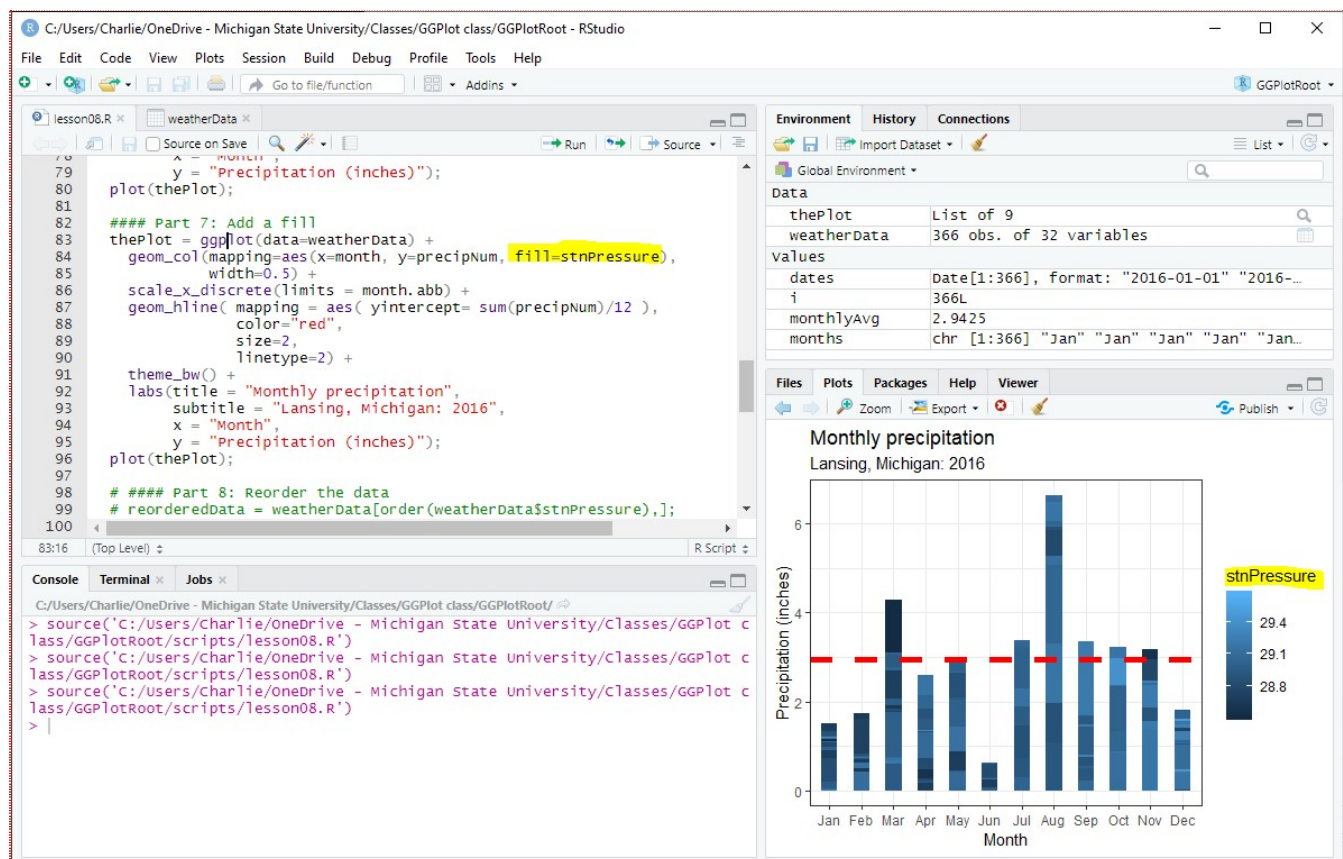 C:/Users/Charlie/OneDrive - Michigan State University/Classes/GGPlot class/GGPlotRoot - RStudio
File Edit Code View Plots Session Build Debug Profile Tools Help
Go to file/function Addins GGPlotRoot
lesson08.R weatherData
Source on Save Run Source
78 x = "Month",
79 y = "Precipitation (inches)");
80 plot(thePlot);
81
82 #### Part 7: Add a fill
83 thePlot = ggplot(data=weatherData) +
84 geom_col(mapping=aes(x=month, y=precipNum, fill=stnPressure),
85 width=0.5) +
86 scale_x_discrete(limits = month.abb) +
87 geom_hline( mapping = aes( yintercept= sum(precipNum)/12 ),
88 color="red",
89 size=2,
90 linetype=2) +
91 theme_bw() +
92 labs(title = "Monthly precipitation",
93 subtitle = "Lansing, Michigan: 2016",
94 x = "Month",
95 y = "Precipitation (inches)");
96 plot(thePlot);
97
98 # #### Part 8: Reorder the data
99 # reorderedData = weatherData[order(weatherData$stnPressure),];
100
83:16 (Top Level) R Script
Console Terminal Jobs
C:/Users/Charlie/OneDrive - Michigan State University/Classes/GGPlot class/GGPlotRoot/
> source('C:/Users/Charlie/OneDrive - Michigan State University/Classes/GGPlot c
lass/GGPlotRoot/scripts/lesson08.R')
> source('C:/Users/Charlie/OneDrive - Michigan State University/Classes/GGPlot c
lass/GGPlotRoot/scripts/lesson08.R')
> source('C:/Users/Charlie/OneDrive - Michigan State University/Classes/GGPlot c
lass/GGPlotRoot/scripts/lesson08.R')
>
Environment History Connections
Import Dataset List
Global Environment
Data
thePlot List of 9
weatherData 366 obs. of 32 variables
Values
dates Date[1:366], format: "2016-01-01" "2016-…
i 366L
monthlyAvg 2.9425
months chr [1:366] "Jan" "Jan" "Jan" "Jan" "Jan…
Files Plots Packages Help Viewer
Zoom Export Publish
Monthly precipitation
Lansing, Michigan: 2016
Precipitation (inches)
6
4
2
0
Jan Feb Mar Apr May Jun Jul Aug Sep Oct Nov Dec
Month
stnPressure
29.4
29.1
28.8